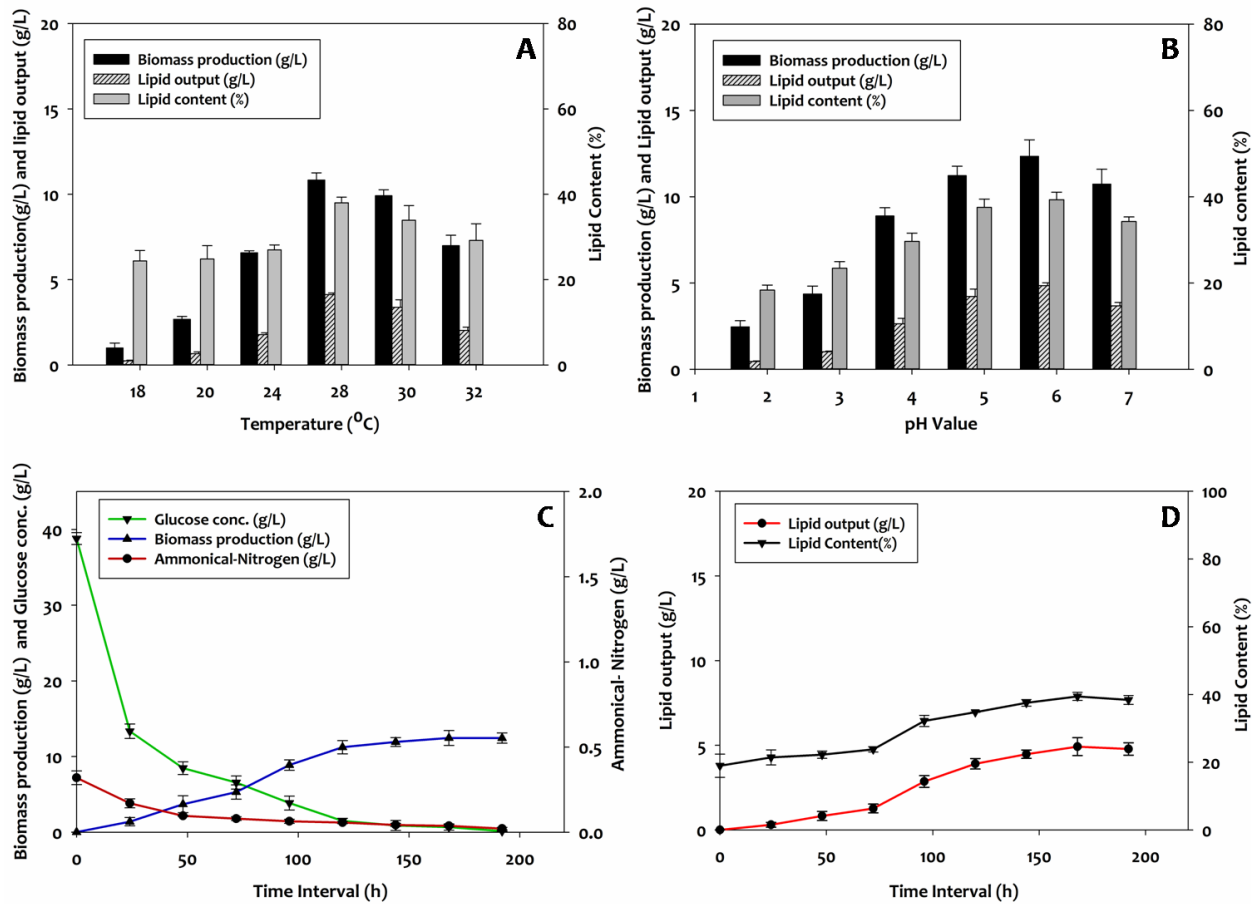 A
Biomass production (g/L)
Lipid output (g/L)
Lipid content (%)
Biomass production(g/L) and lipid output (g/L)
20
15
10
5
0
80
60
40
20
0
Lipid Content (%)
18 20 24 28 30 32
Temperature (⁰C)
B
Biomass production (g/L)
Lipid output (g/L)
Lipid content (%)
Biomass production (g/L) and Lipid output (g/L)
20
15
10
5
0
80
60
40
20
0
Lipid content (%)
1 2 3 4 5 6 7
pH Value
C
Glucose conc. (g/L)
Biomass production (g/L)
Ammonical-Nitrogen (g/L)
Biomass production (g/L) and Glucose conc. (g/L)
40
30
20
10
0
2.0
1.5
1.0
0.5
0.0
Ammonical- Nitrogen (g/L)
0 50 100 150 200
Time Interval (h)
D
Lipid output (g/L)
Lipid Content(%)
Lipid output (g/L)
20
15
10
5
0
100
80
60
40
20
0
Lipid Content (%)
0 50 100 150 200
Time Interval (h)